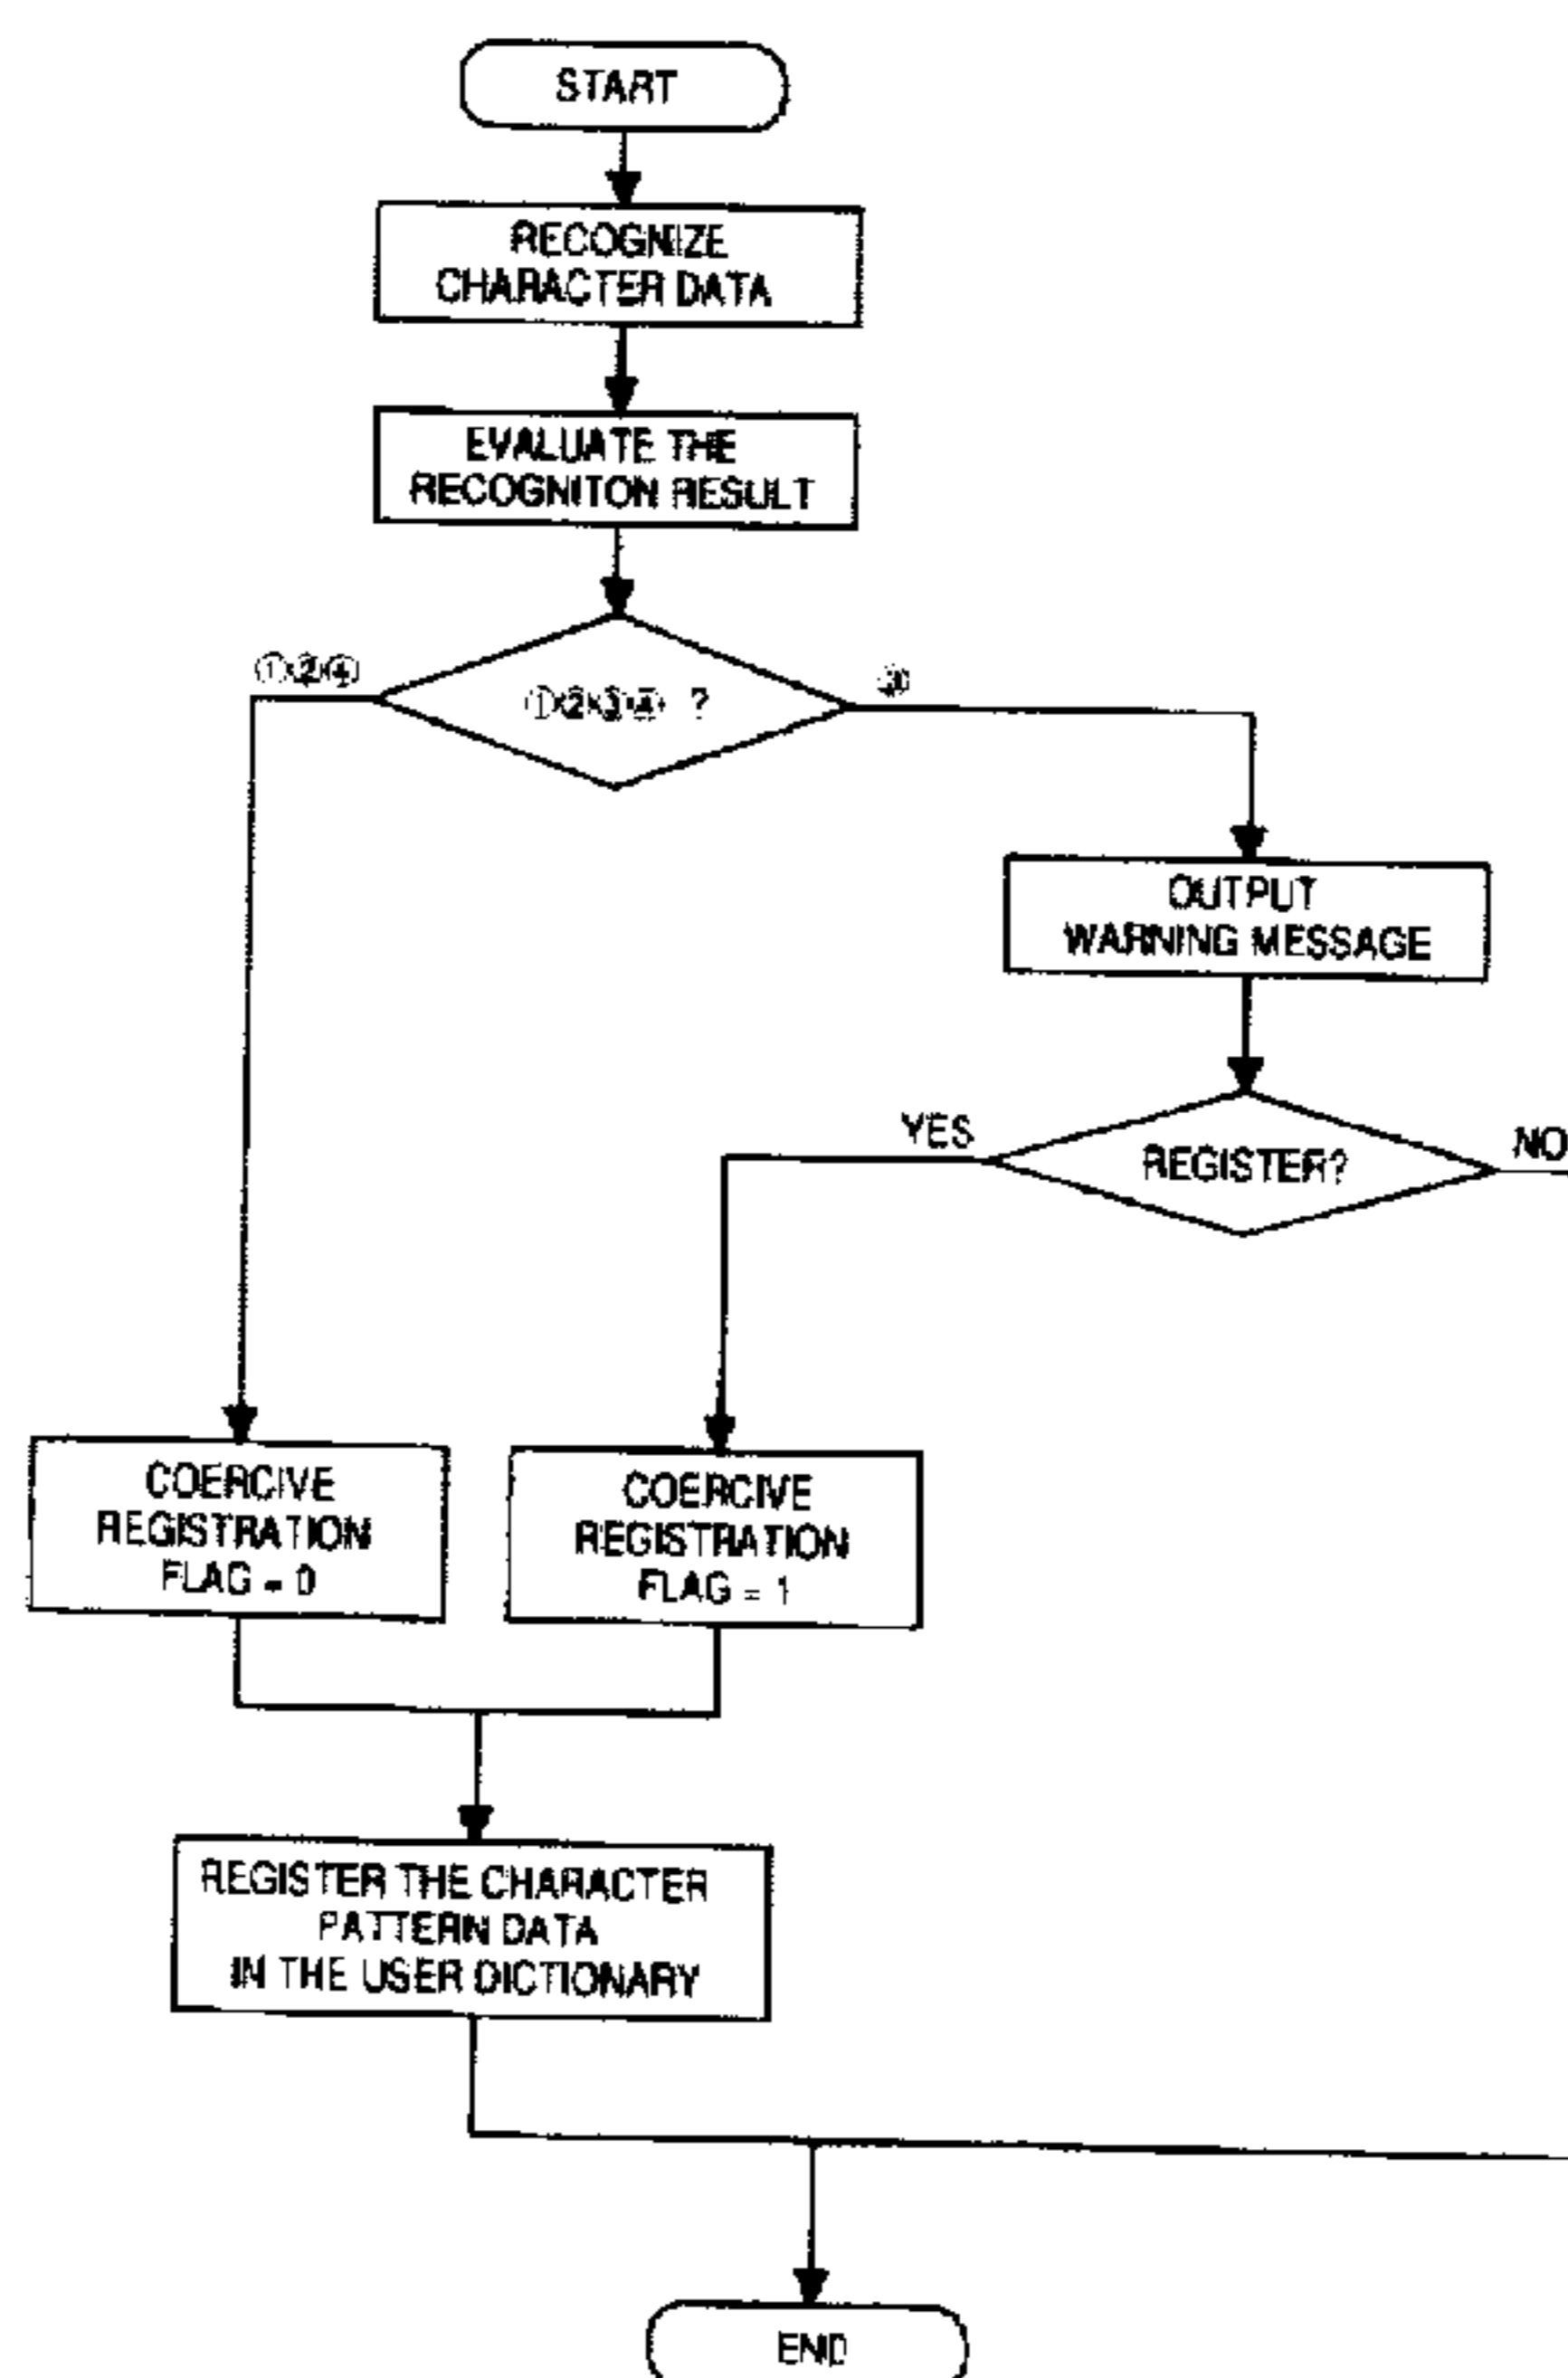 START
RECOGNIZE
CHARACTER DATA
EVALUATE THE
RECOGNITON RESULT
①②④
①②③④ ?
③
OUTPUT
WARNING MESSAGE
YES
REGISTER?
NO
COERCIVE
REGISTRATION
FLAG = 0
COERCIVE
REGISTRATION
FLAG = 1
REGISTER THE CHARACTER
PATTERN DATA
IN THE USER DICTIONARY
END